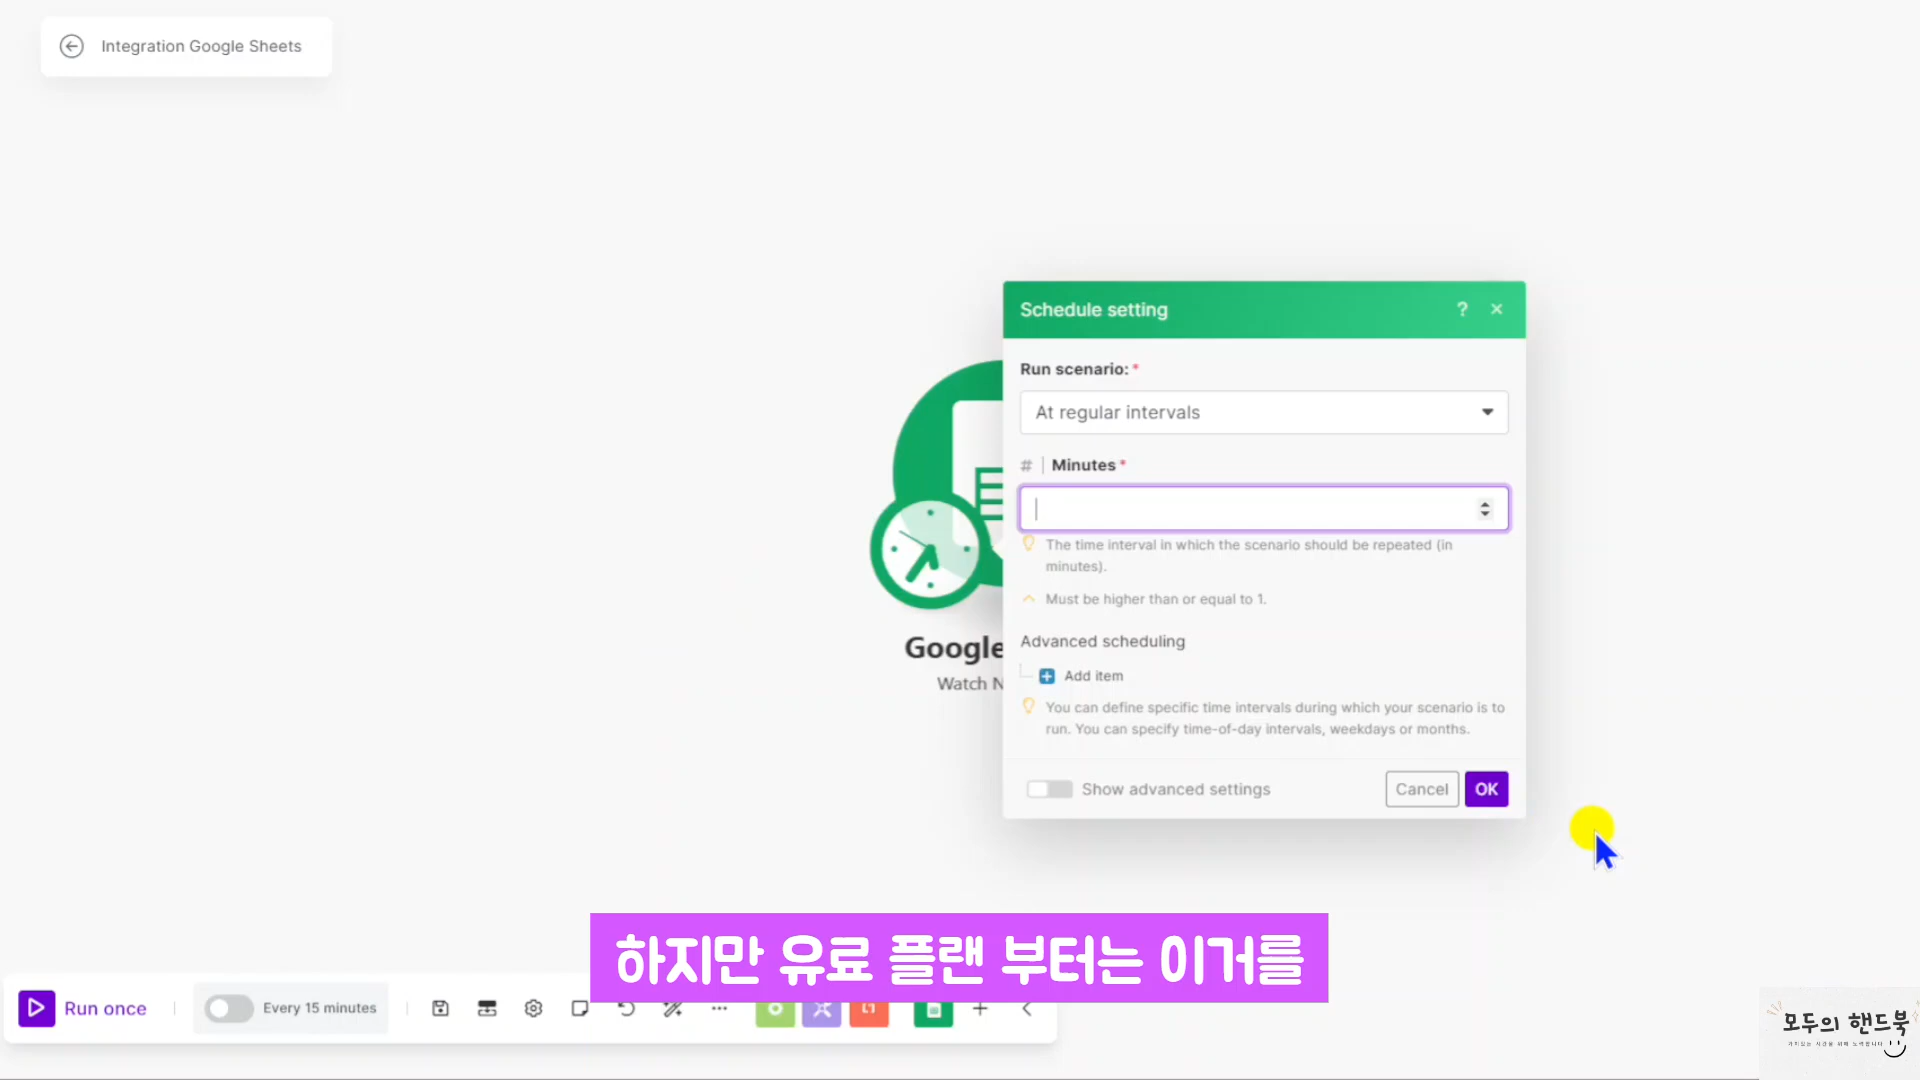 Integration Google Sheets
Schedule setting
?
Run scenario: *
At regular intervals
# Minutes *
The time interval in which the scenario should be repeated (in
minutes).
Must be higher than or equal to 1.
Advanced scheduling
Add item
You can define specific time intervals during which your scenario is to
run. You can specify time-of-day intervals, weekdays or months.
Show advanced settings
Cancel
OK
Google
Watch N
하지만 유료 플랜 부터는 이거를
Run once
Every 15 minutes
모두의 핸드북